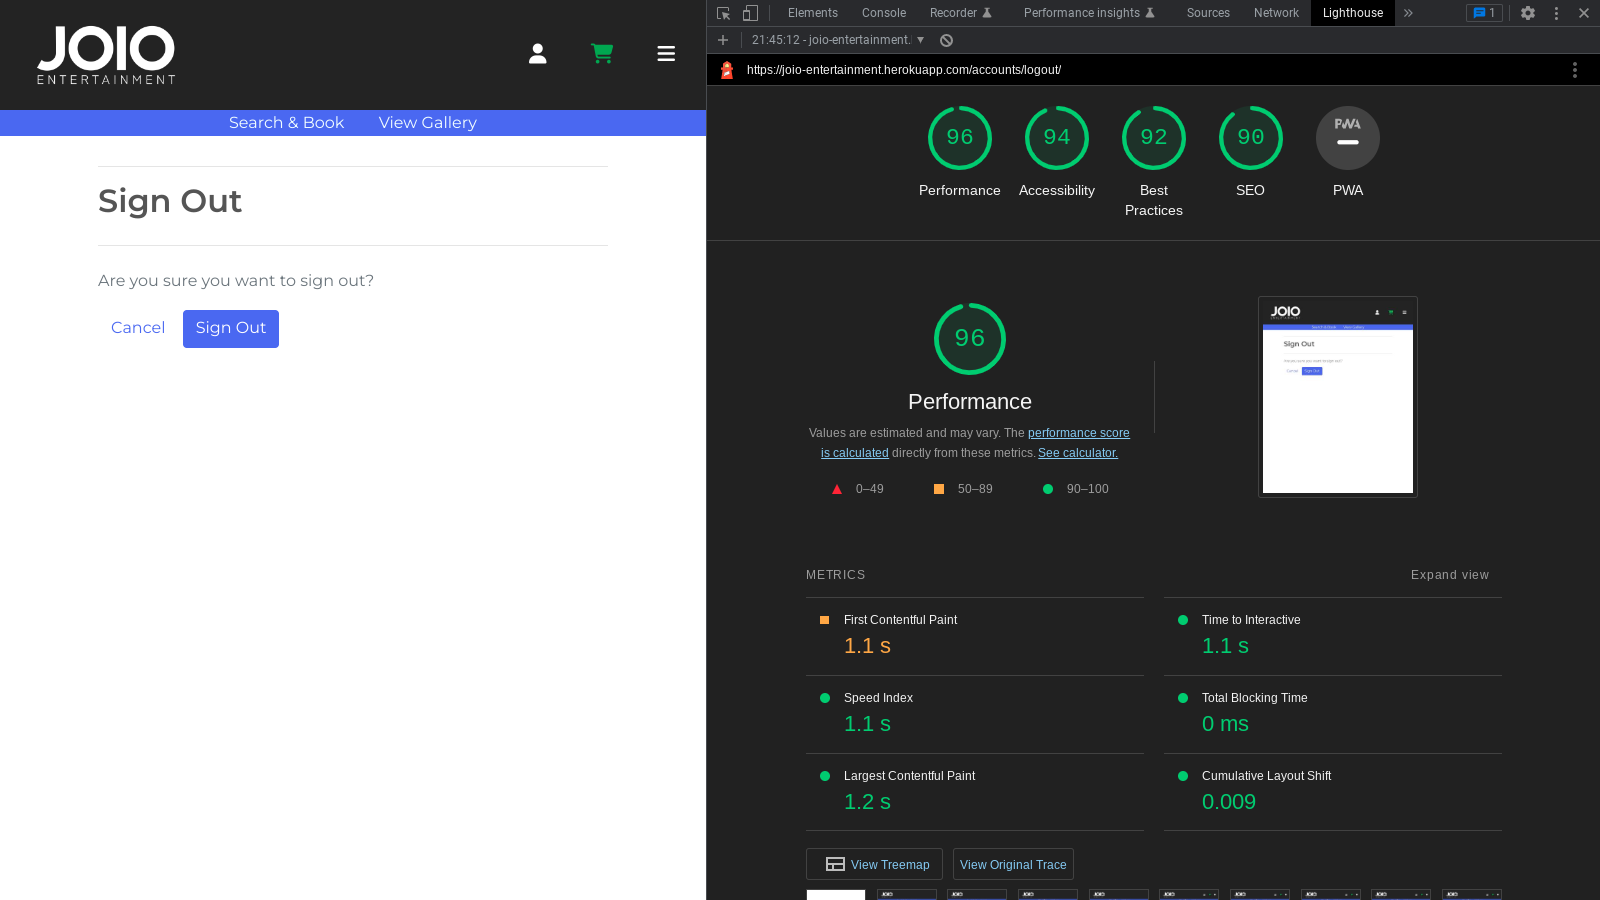 JOIO
ENTERTAINMENT
Search & Book View Gallery
Sign Out
Are you sure you want to sign out?
Cancel Sign Out
Elements Console Recorder Performance insights Sources Network Lighthouse » 1
+ 21:45:12 - joio-entertainment.
https://joio-entertainment.herokuapp.com/accounts/logout/
96 94 92 90 PWA
Performance Accessibility Best Practices SEO PWA
96
Performance
Values are estimated and may vary. The performance score
is calculated directly from these metrics. See calculator.
0–49 50–89 90–100
JOIO
Sign Out
METRICS Expand view
First Contentful Paint
1.1 s
Time to Interactive
1.1 s
Speed Index
1.1 s
Total Blocking Time
0 ms
Largest Contentful Paint
1.2 s
Cumulative Layout Shift
0.009
View Treemap View Original Trace